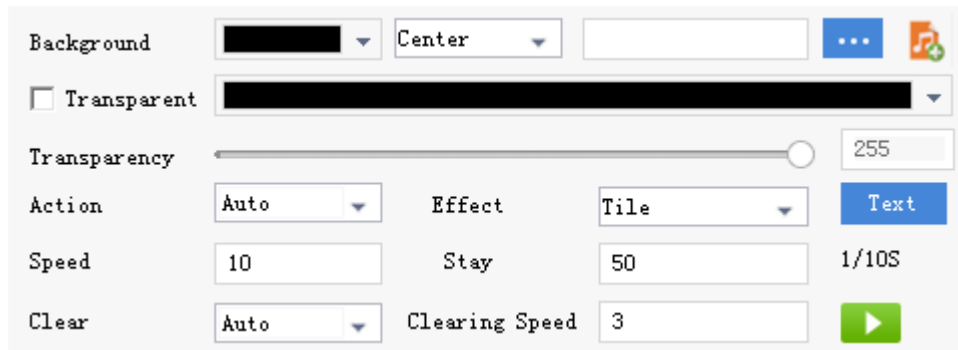 Background Center
Transparent
Transparency 255
Action Auto Effect Tile Text
Speed 10 Stay 50 1/10S
Clear Auto Clearing Speed 3